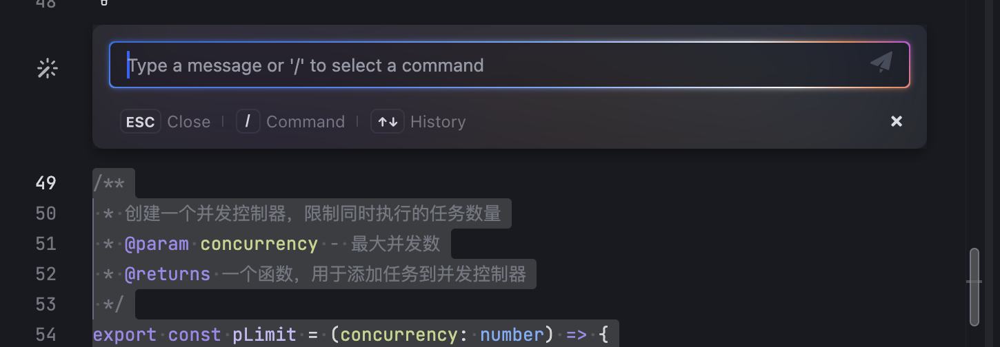 48
Type a message or '/' to select a command
ESC Close | / Command | ↑↓ History ×
49 /**
50 * 创建一个并发控制器，限制同时执行的任务数量
51 * @param concurrency - 最大并发数
52 * @returns 一个函数，用于添加任务到并发控制器
53 */
54 export const pLimit = (concurrency: number) => {